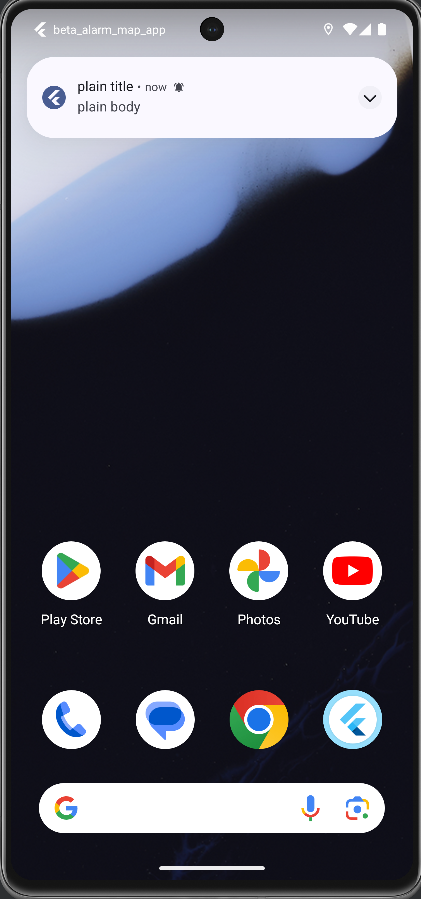 beta_alarm_map_app
plain title • now
plain body
Play Store
Gmail
Photos
YouTube